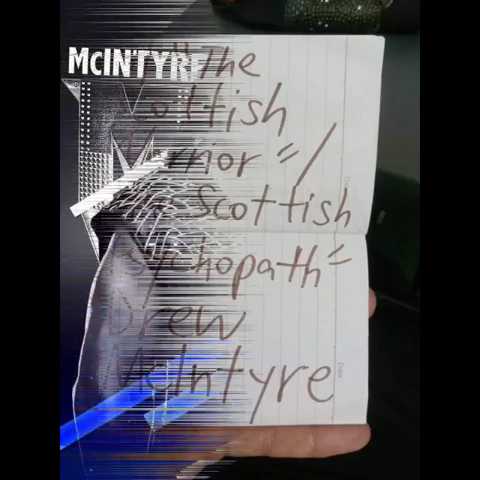 McINTYRE
"The
Scottish
Warrior" /
Scottish
Psychopath"
Drew
McIntyre